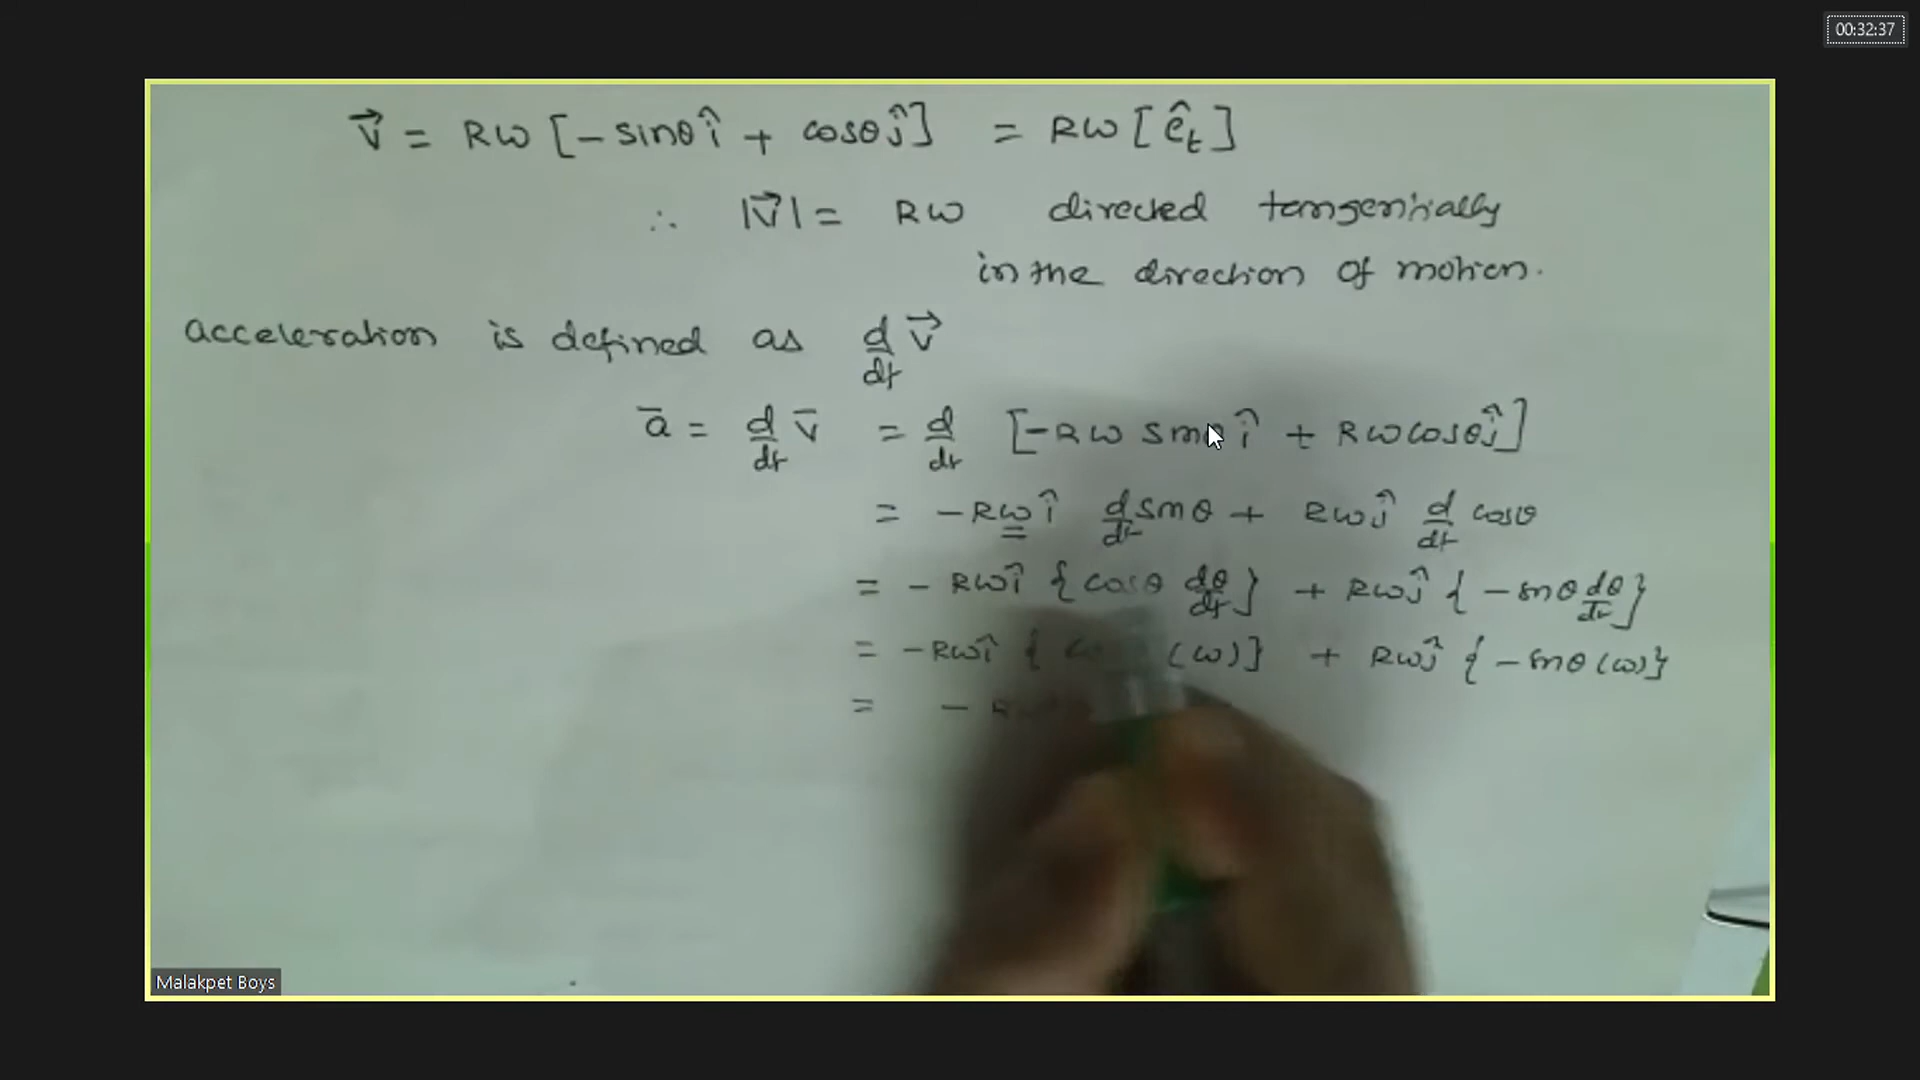 00:32:37
v⃗ = Rω [-sinθ î + cosθ ĵ] = Rω [ê_t]
∴ |v⃗| = Rω directed tangentially
in the direction of motion.
acceleration is defined as d/dt v⃗
a̅ = d/dt v̅ = d/dt [-Rω sinθ î + Rω cosθ ĵ]
= -Rω î d/dt sinθ + Rω ĵ d/dt cosθ
= - Rω î {cosθ dθ/dt} + Rω ĵ {-sinθ dθ/dt}
= -Rω î { (ω)} + Rω ĵ {-sinθ (ω)}
= - R
Malakpet Boys